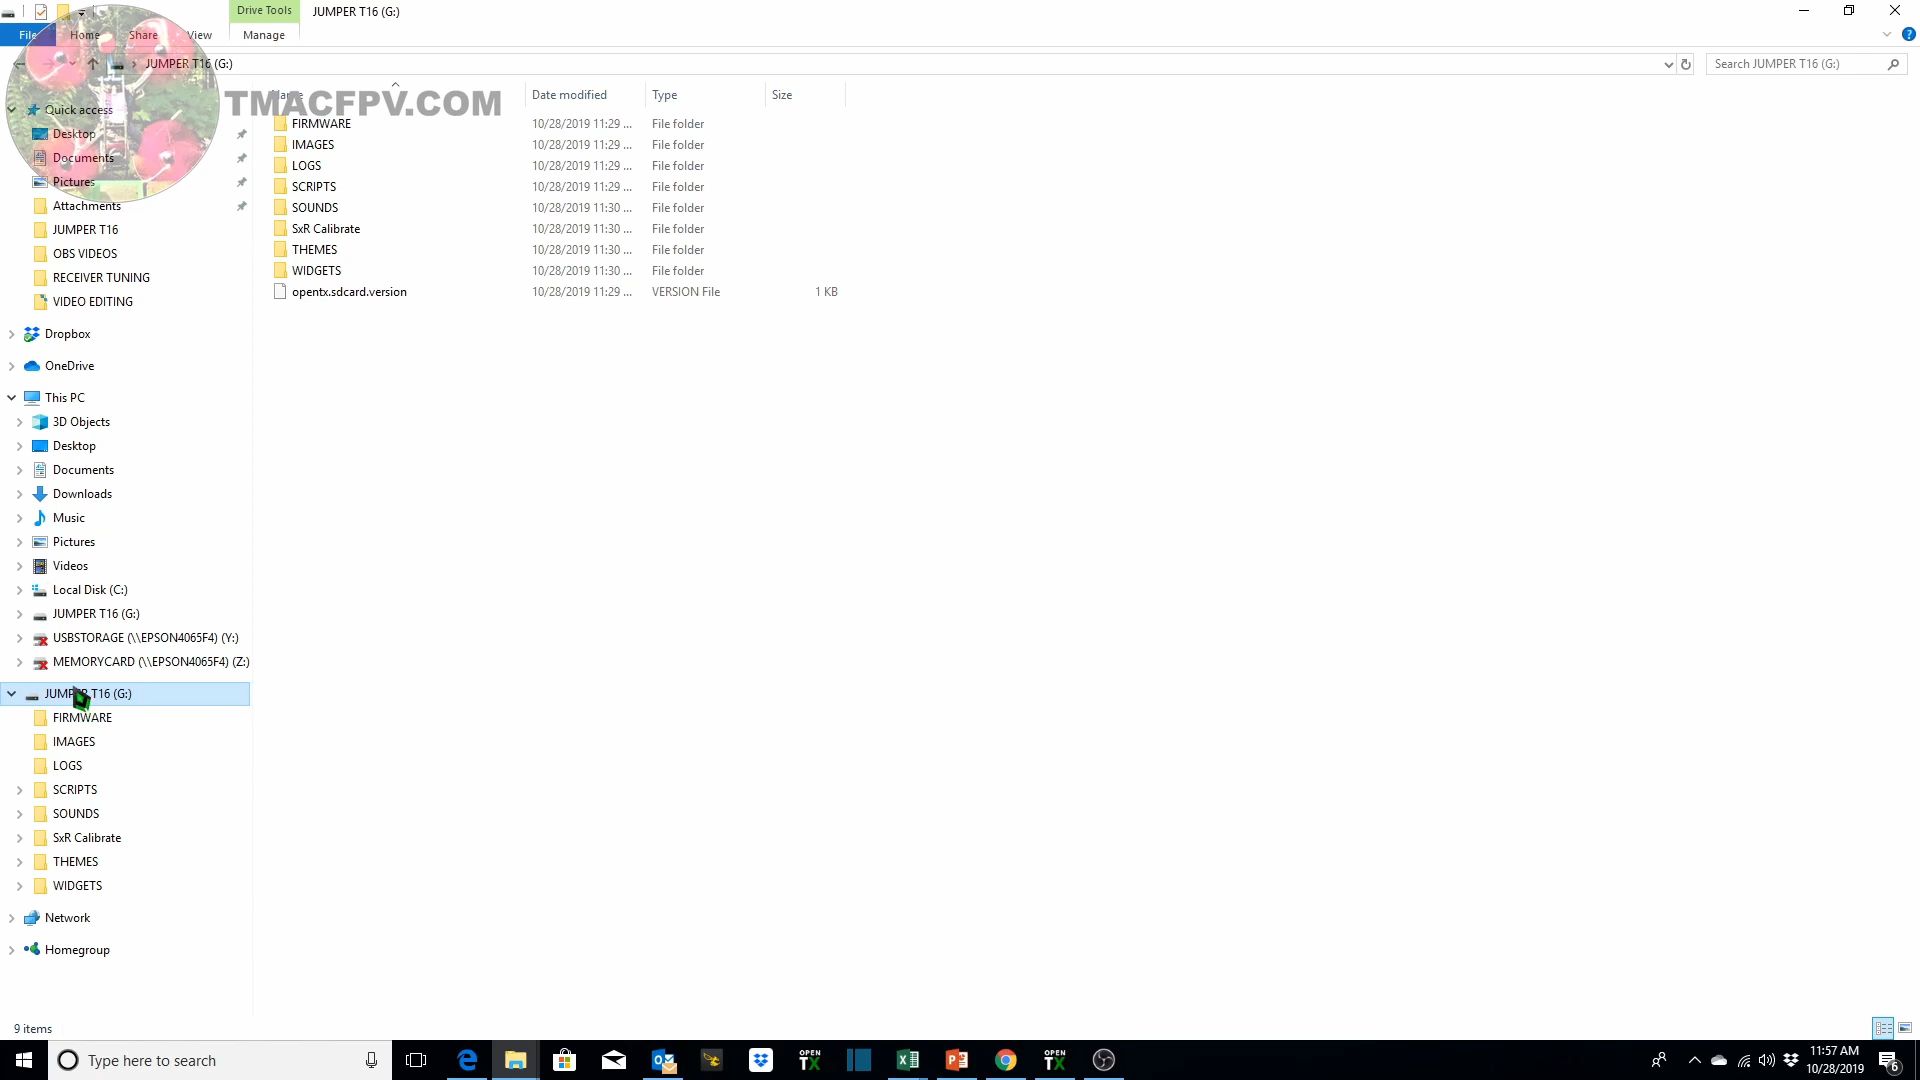 Drive Tools
JUMPER T16 (G:)
File
Home
Share
View
Manage
JUMPER T16 (G:)
Search JUMPER T16 (G:)
TMACFPV.COM
Name
Date modified
Type
Size
Quick access
Desktop
Documents
Pictures
Attachments
JUMPER T16
OBS VIDEOS
RECEIVER TUNING
VIDEO EDITING
Dropbox
OneDrive
This PC
3D Objects
Desktop
Documents
Downloads
Music
Pictures
Videos
Local Disk (C:)
JUMPER T16 (G:)
USBSTORAGE (\\EPSON4065F4) (Y:)
MEMORYCARD (\\EPSON4065F4) (Z:)
JUMPER T16 (G:)
FIRMWARE
IMAGES
LOGS
SCRIPTS
SOUNDS
SxR Calibrate
THEMES
WIDGETS
Network
Homegroup
FIRMWARE 10/28/2019 11:29 ... File folder
IMAGES 10/28/2019 11:29 ... File folder
LOGS 10/28/2019 11:29 ... File folder
SCRIPTS 10/28/2019 11:29 ... File folder
SOUNDS 10/28/2019 11:30 ... File folder
SxR Calibrate 10/28/2019 11:30 ... File folder
THEMES 10/28/2019 11:30 ... File folder
WIDGETS 10/28/2019 11:30 ... File folder
opentx.sdcard.version 10/28/2019 11:29 ... VERSION File 1 KB
9 items
Type here to search
OPEN TX
OPEN TX
11:57 AM
10/28/2019
6